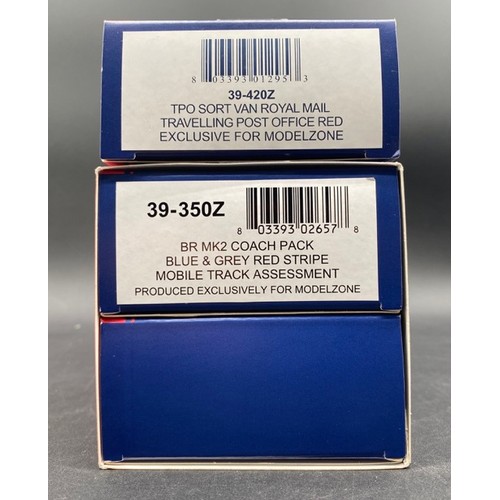 8 03393 01295 3
39-420Z
TPO SORT VAN ROYAL MAIL
TRAVELLING POST OFFICE RED
EXCLUSIVE FOR MODELZONE
39-350Z
8 03393 02657 8
BR MK2 COACH PACK
BLUE & GREY RED STRIPE
MOBILE TRACK ASSESSMENT
PRODUCED EXCLUSIVELY FOR MODELZONE